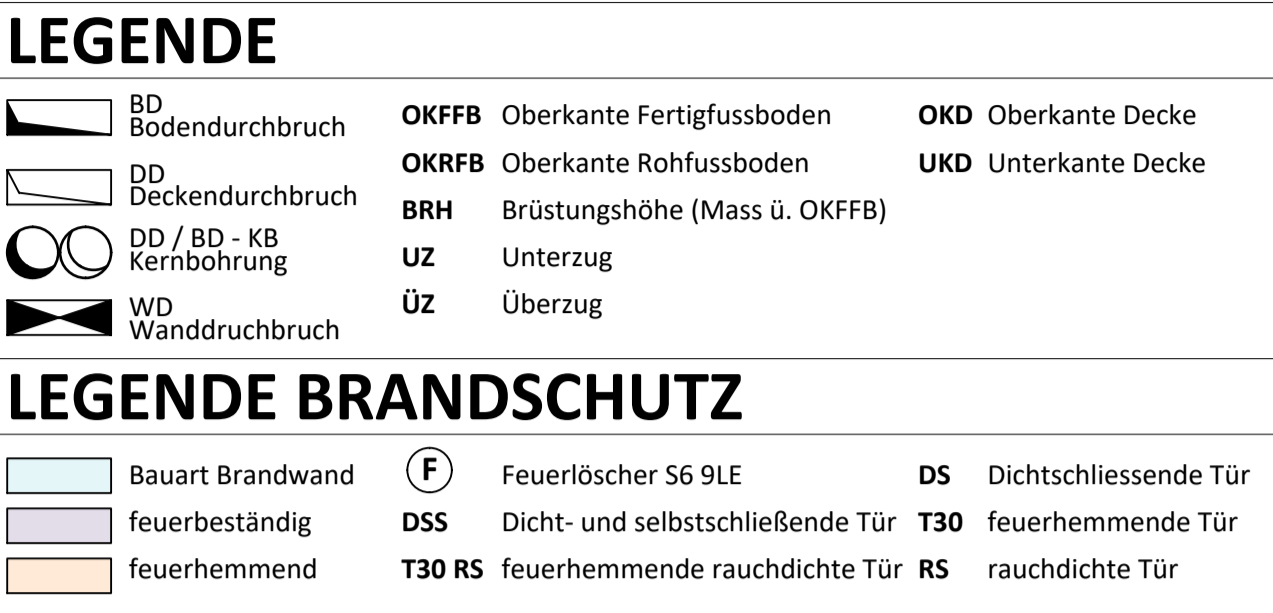 LEGENDE
BD
Bodendurchbruch
DD
Deckendurchbruch
DD / BD - KB
Kernbohrung
WD
Wanddruchbruch
OKFFB Oberkante Fertigfussboden
OKRFB Oberkante Rohfussboden
BRH Brüstungshöhe (Mass ü. OKFFB)
UZ Unterzug
ÜZ Überzug
OKD Oberkante Decke
UKD Unterkante Decke
LEGENDE BRANDSCHUTZ
Bauart Brandwand
feuerbeständig
feuerhemmend
F Feuerlöscher S6 9LE
DSS Dicht- und selbstschließende Tür
T30 RS feuerhemmende rauchdichte Tür
DS Dichtschliessende Tür
T30 feuerhemmende Tür
RS rauchdichte Tür